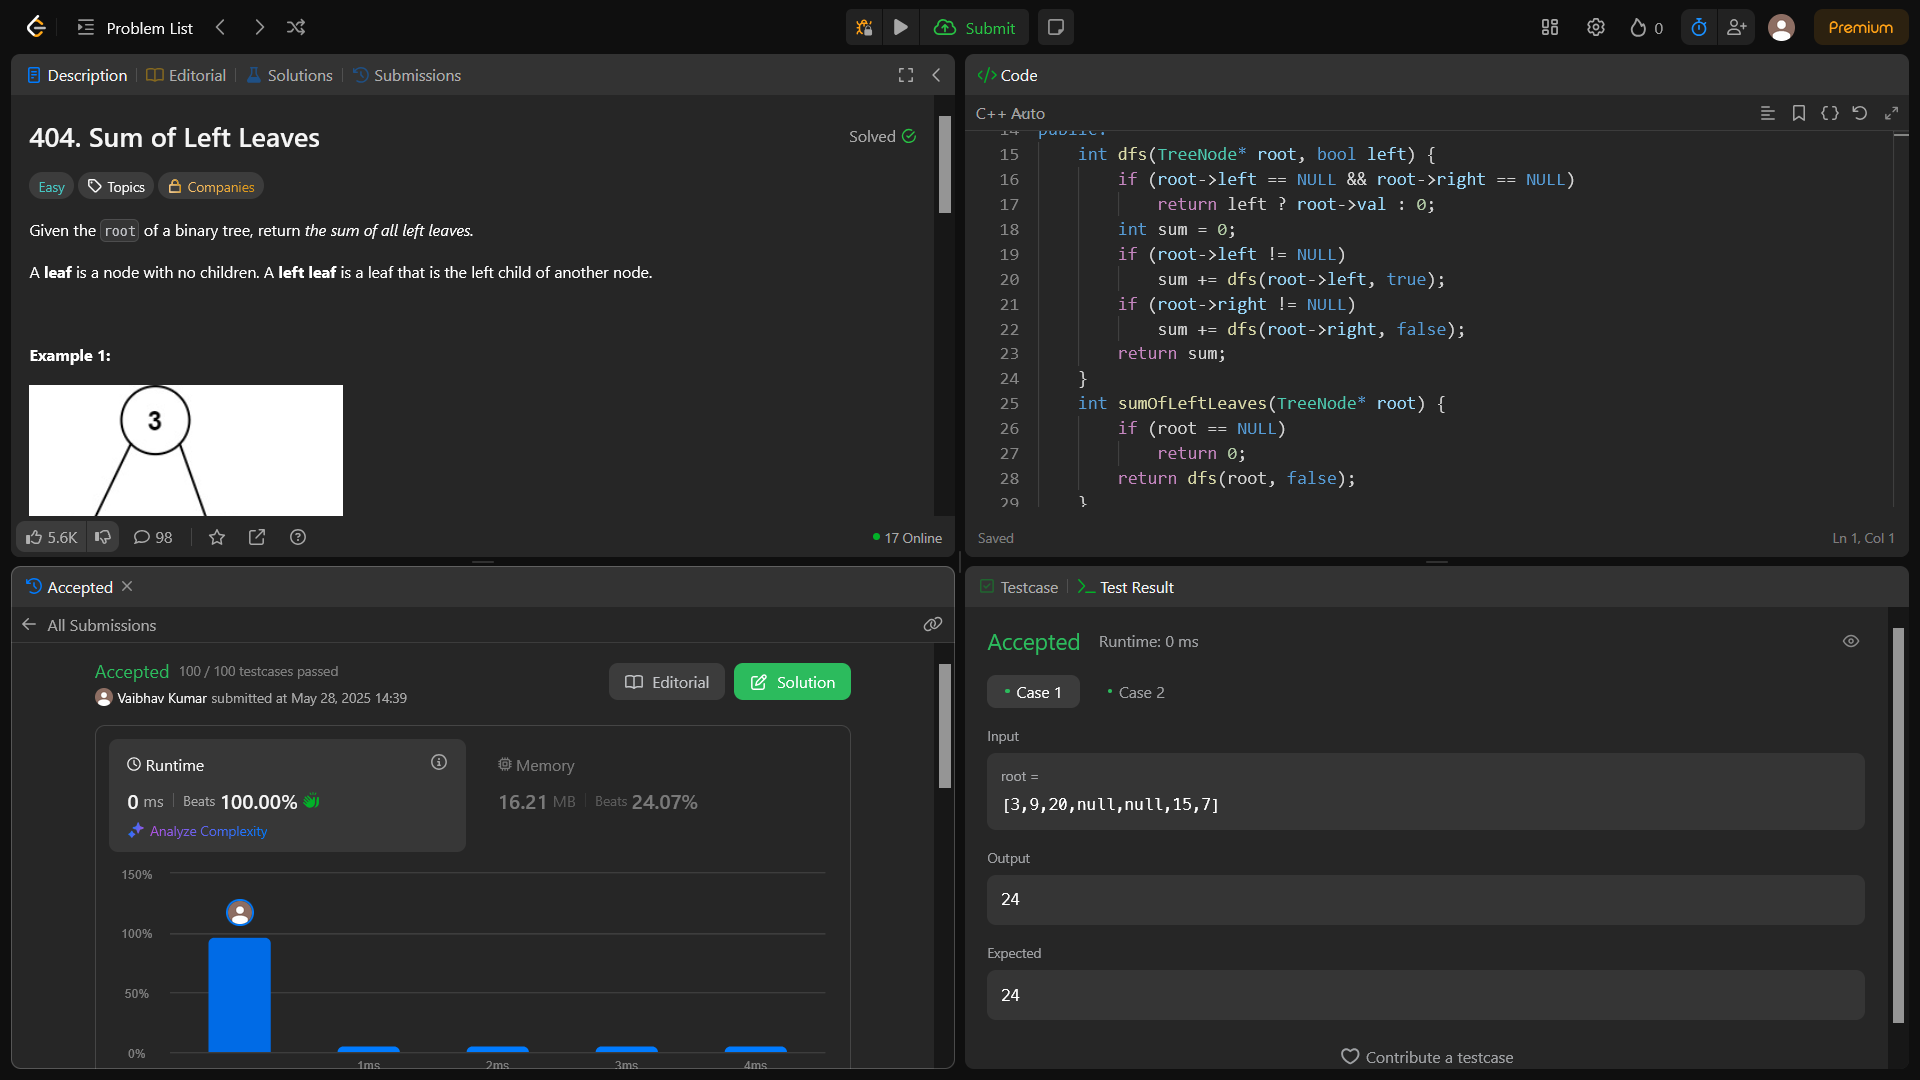 Problem List
Submit
0
Premium
Description
Editorial
Solutions
Submissions
404. Sum of Left Leaves
Solved
Easy
Topics
Companies
Given the root of a binary tree, return the sum of all left leaves.
A leaf is a node with no children. A left leaf is a leaf that is the left child of another node.
Example 1:
3
5.6K
98
17 Online
Code
C++ Auto
14 public:
15 int dfs(TreeNode* root, bool left) {
16 if (root->left == NULL && root->right == NULL)
17 return left ? root->val : 0;
18 int sum = 0;
19 if (root->left != NULL)
20 sum += dfs(root->left, true);
21 if (root->right != NULL)
22 sum += dfs(root->right, false);
23 return sum;
24 }
25 int sumOfLeftLeaves(TreeNode* root) {
26 if (root == NULL)
27 return 0;
28 return dfs(root, false);
29 }
Saved
Ln 1, Col 1
Accepted
All Submissions
Accepted 100 / 100 testcases passed
Vaibhav Kumar submitted at May 28, 2025 14:39
Editorial
Solution
Runtime
0 ms Beats 100.00%
Analyze Complexity
Memory
16.21 MB Beats 24.07%
150%
100%
50%
0%
1ms 2ms 3ms 4ms
Testcase
Test Result
Accepted Runtime: 0 ms
Case 1 Case 2
Input
root =
[3,9,20,null,null,15,7]
Output
24
Expected
24
Contribute a testcase